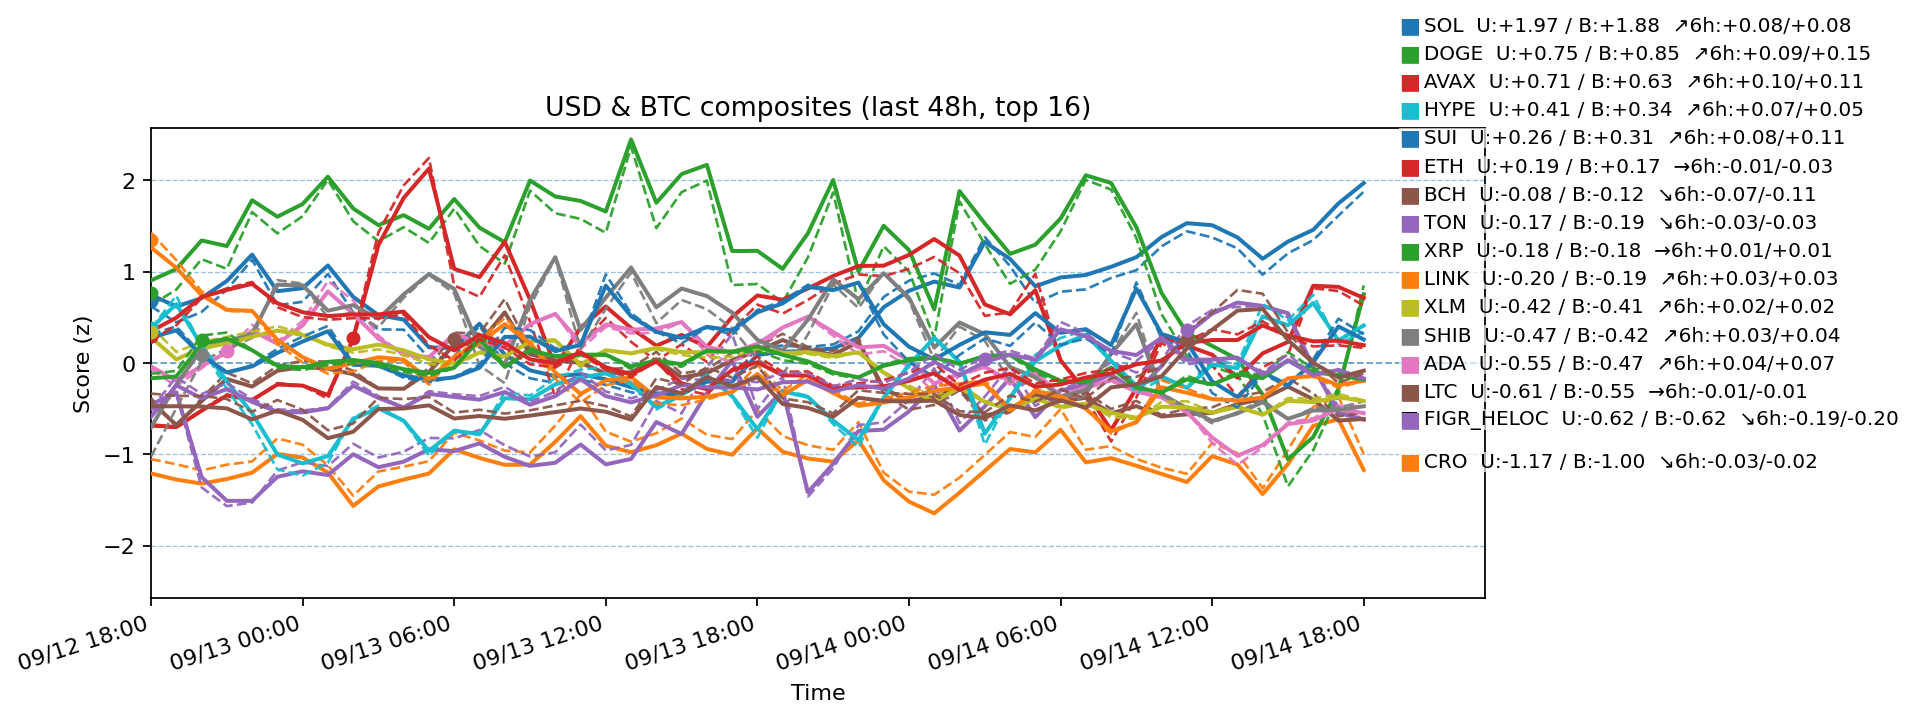 SOL  U:+1.97 / B:+1.88  ↗6h:+0.08/+0.08
DOGE  U:+0.75 / B:+0.85  ↗6h:+0.09/+0.15
AVAX  U:+0.71 / B:+0.63  ↗6h:+0.10/+0.11
HYPE  U:+0.41 / B:+0.34  ↗6h:+0.07/+0.05
SUI  U:+0.26 / B:+0.31  ↗6h:+0.08/+0.11
ETH  U:+0.19 / B:+0.17  →6h:-0.01/-0.03
BCH  U:-0.08 / B:-0.12  ↘6h:-0.07/-0.11
TON  U:-0.17 / B:-0.19  ↘6h:-0.03/-0.03
XRP  U:-0.18 / B:-0.18  →6h:+0.01/+0.01
LINK  U:-0.20 / B:-0.19  ↗6h:+0.03/+0.03
XLM  U:-0.42 / B:-0.41  ↗6h:+0.02/+0.02
SHIB  U:-0.47 / B:-0.42  ↗6h:+0.03/+0.04
ADA  U:-0.55 / B:-0.47  ↗6h:+0.04/+0.07
LTC  U:-0.61 / B:-0.55  →6h:-0.01/-0.01
FIGR_HELOC  U:-0.62 / B:-0.62  ↘6h:-0.19/-0.20
CRO  U:-1.17 / B:-1.00  ↘6h:-0.03/-0.02
USD & BTC composites (last 48h, top 16)
Score (z)
2
1
0
−1
−2
09/12 18:00
09/13 00:00
09/13 06:00
09/13 12:00
09/13 18:00
09/14 00:00
09/14 06:00
09/14 12:00
09/14 18:00
Time